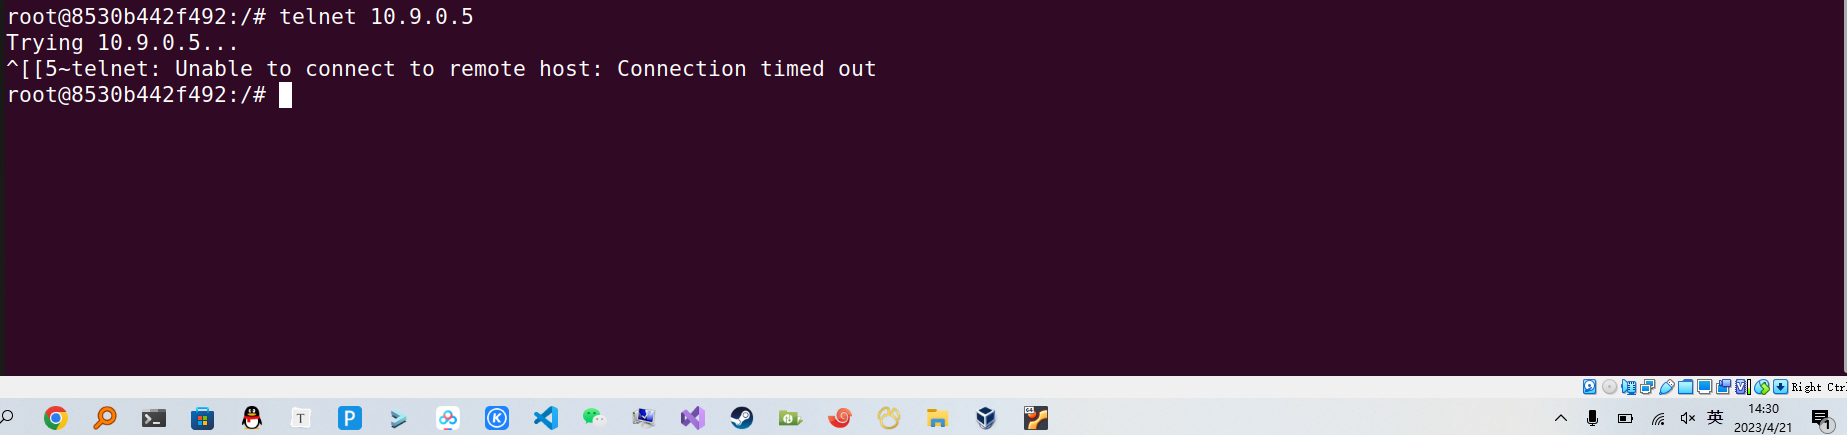 root@8530b442f492:/# telnet 10.9.0.5
Trying 10.9.0.5...
^[[5~telnet: Unable to connect to remote host: Connection timed out
root@8530b442f492:/#
Right Ctr
T
P
K
英
14:30
2023/4/21
1